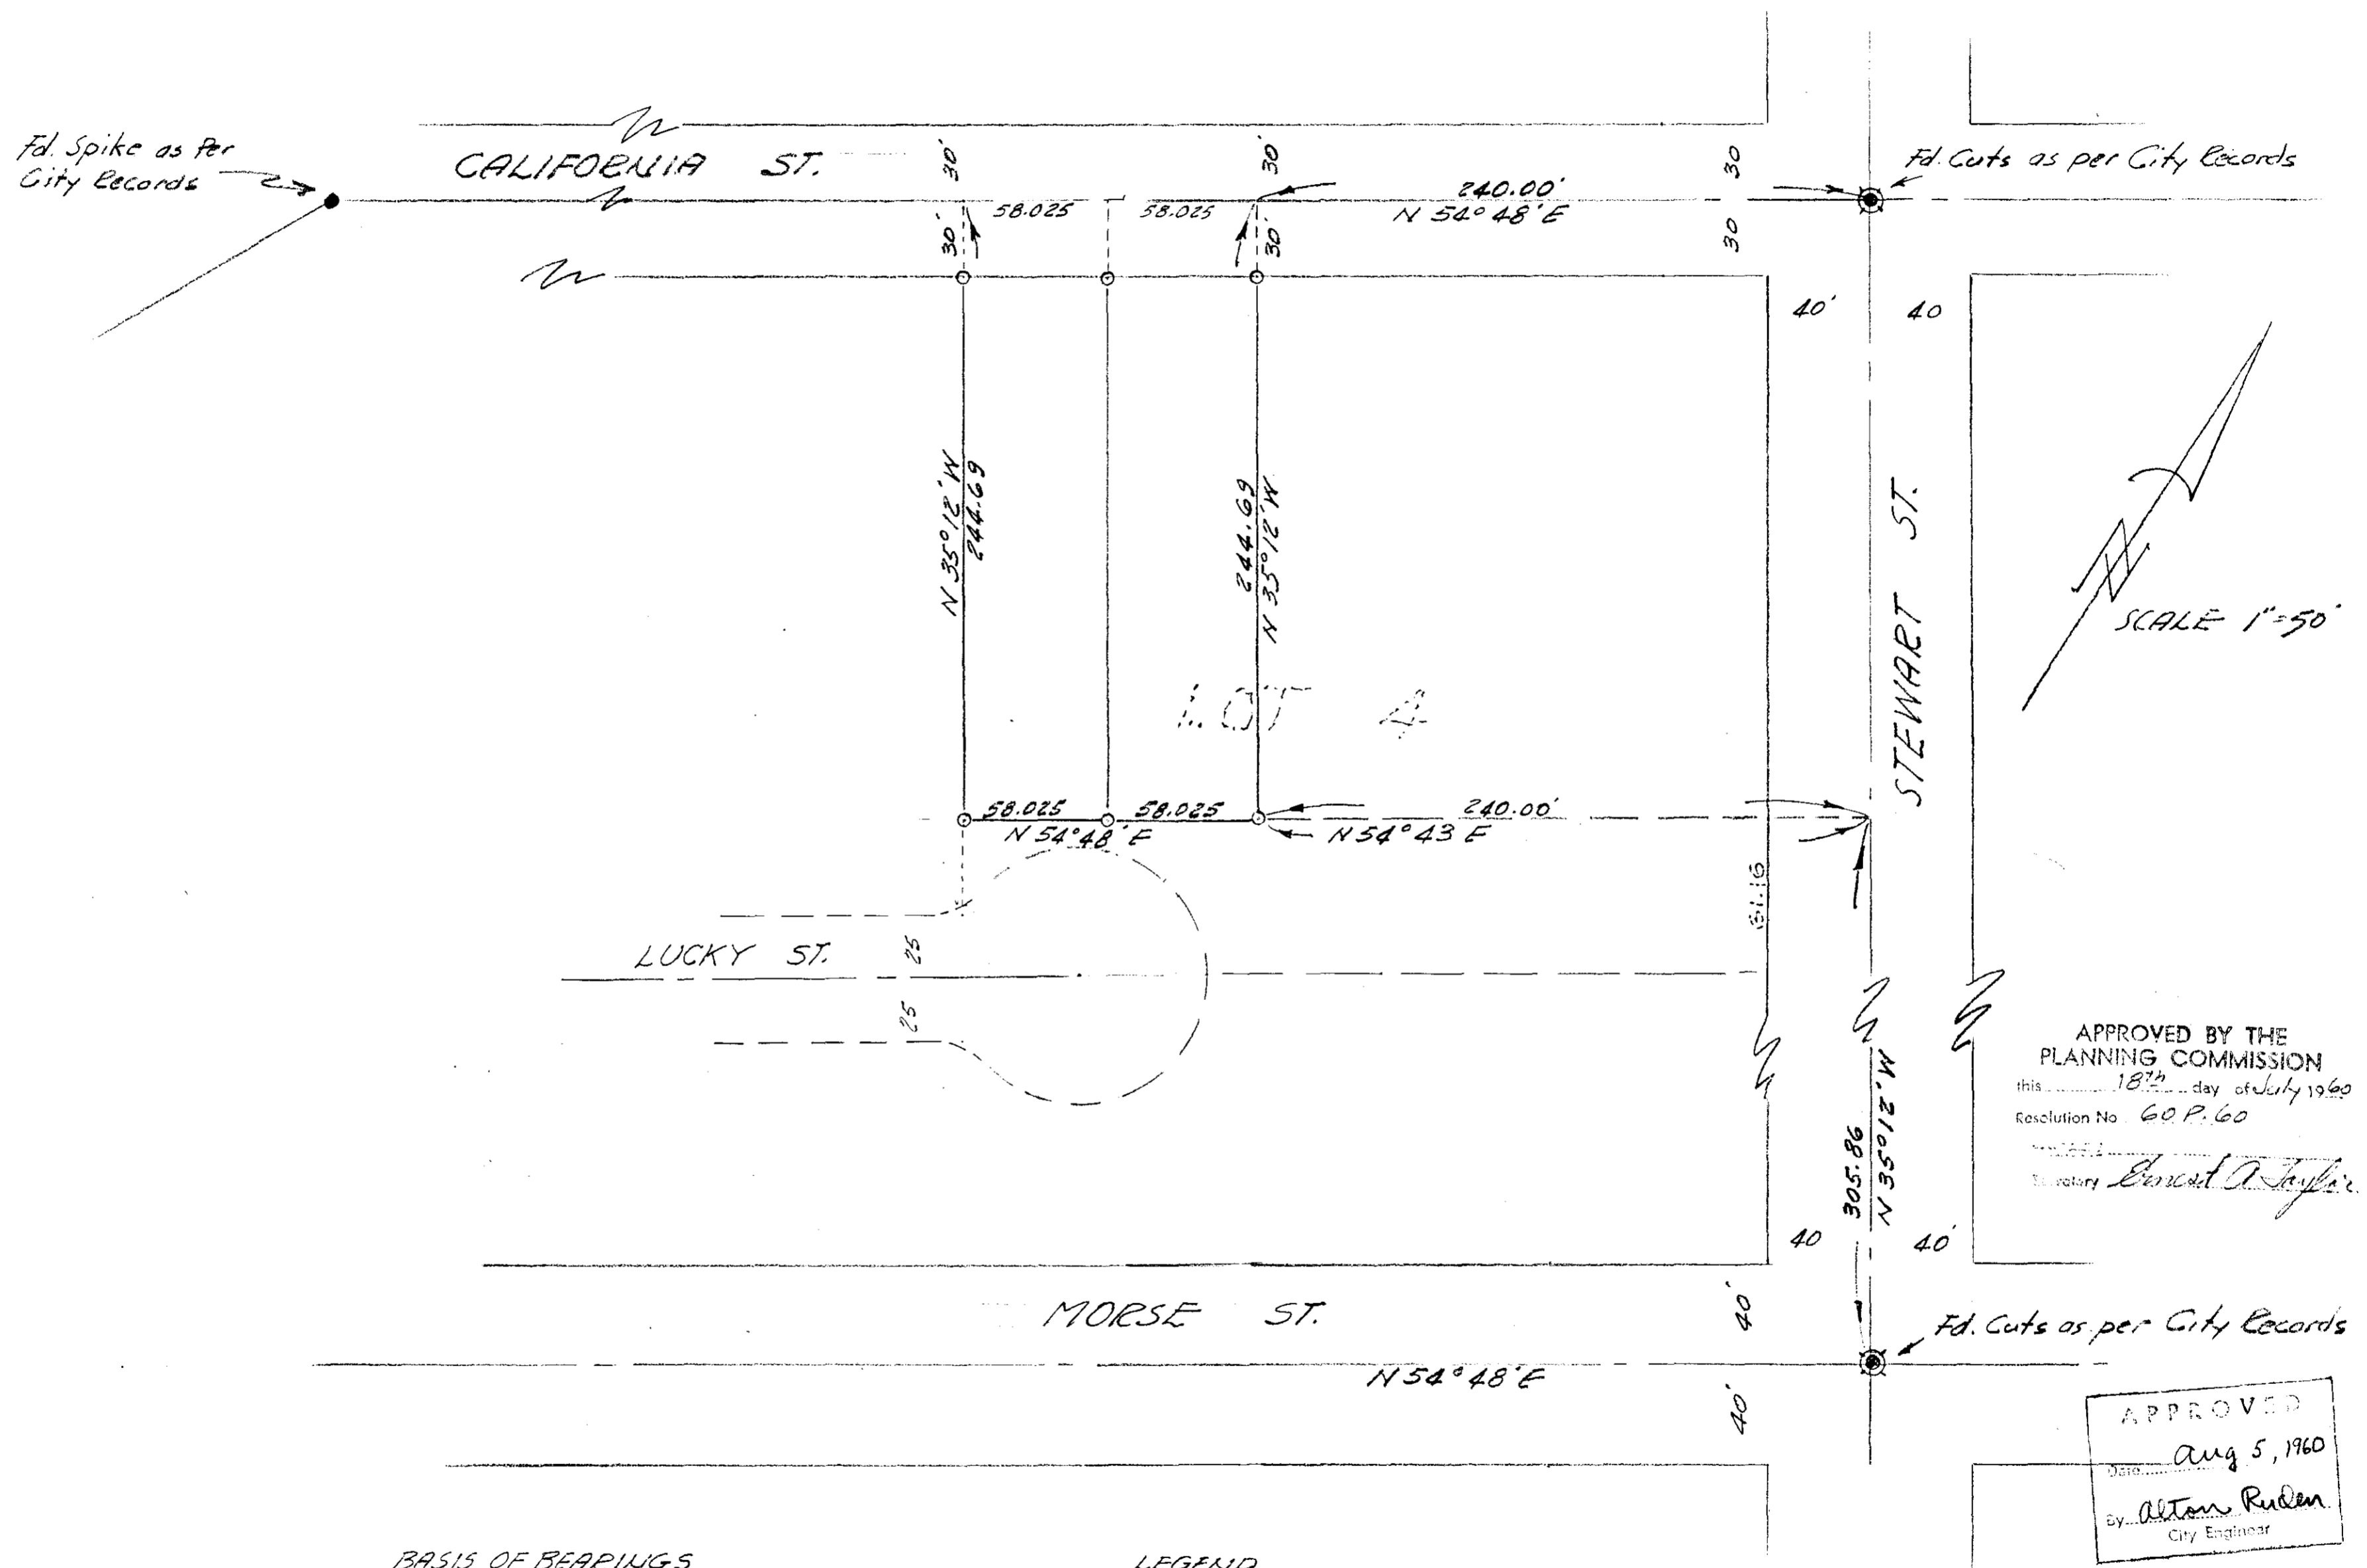 Fd. Spike as Per
City Records
CALIFORNIA ST.
30'
30'
30
Fd. Cuts as per City Records
58.025
58.025
240.00'
N 54° 48' E
30'
30'
30
40'
40
N 35° 12' W
244.69
244.69
N 35° 12' W
STEWART ST.
SCALE 1"=50'
LOT 4
58.025
58.025
240.00'
N 54° 48' E
N 54° 43 E
LUCKY ST.
25
25
305.86
N 35° 12' W
APPROVED BY THE
PLANNING COMMISSION
this 18th day of July 1960
Resolution No 60 P. 60
Ernest A
40
40'
MORSE ST.
40'
Fd. Cuts as per City Records
N 54° 48' E
40'
APPROVED
Date Aug 5, 1960
By Alton Ruden
City Engineer
BASIS OF BEARINGS
LEGEND